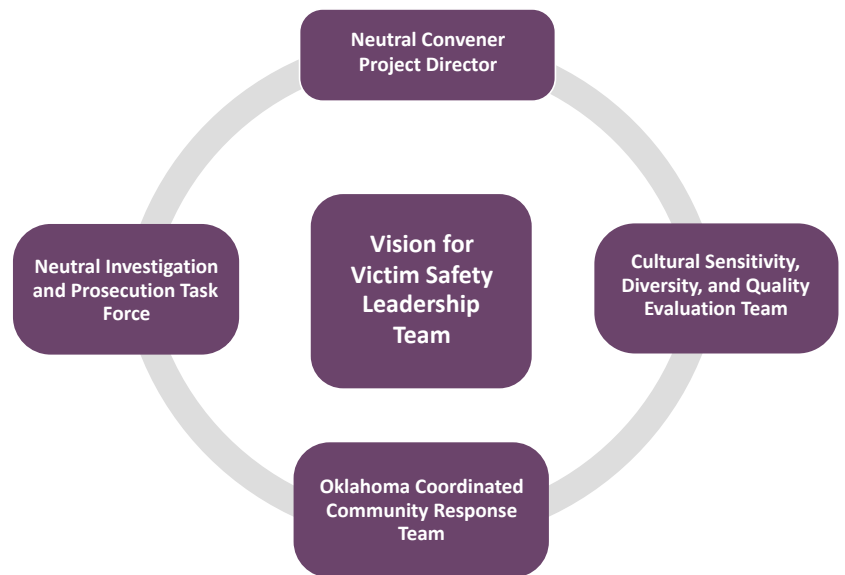 Neutral Convener
Project Director
Neutral Investigation
and Prosecution Task
Force
Vision for
Victim Safety
Leadership
Team
Cultural Sensitivity,
Diversity, and Quality
Evaluation Team
Oklahoma Coordinated
Community Response
Team